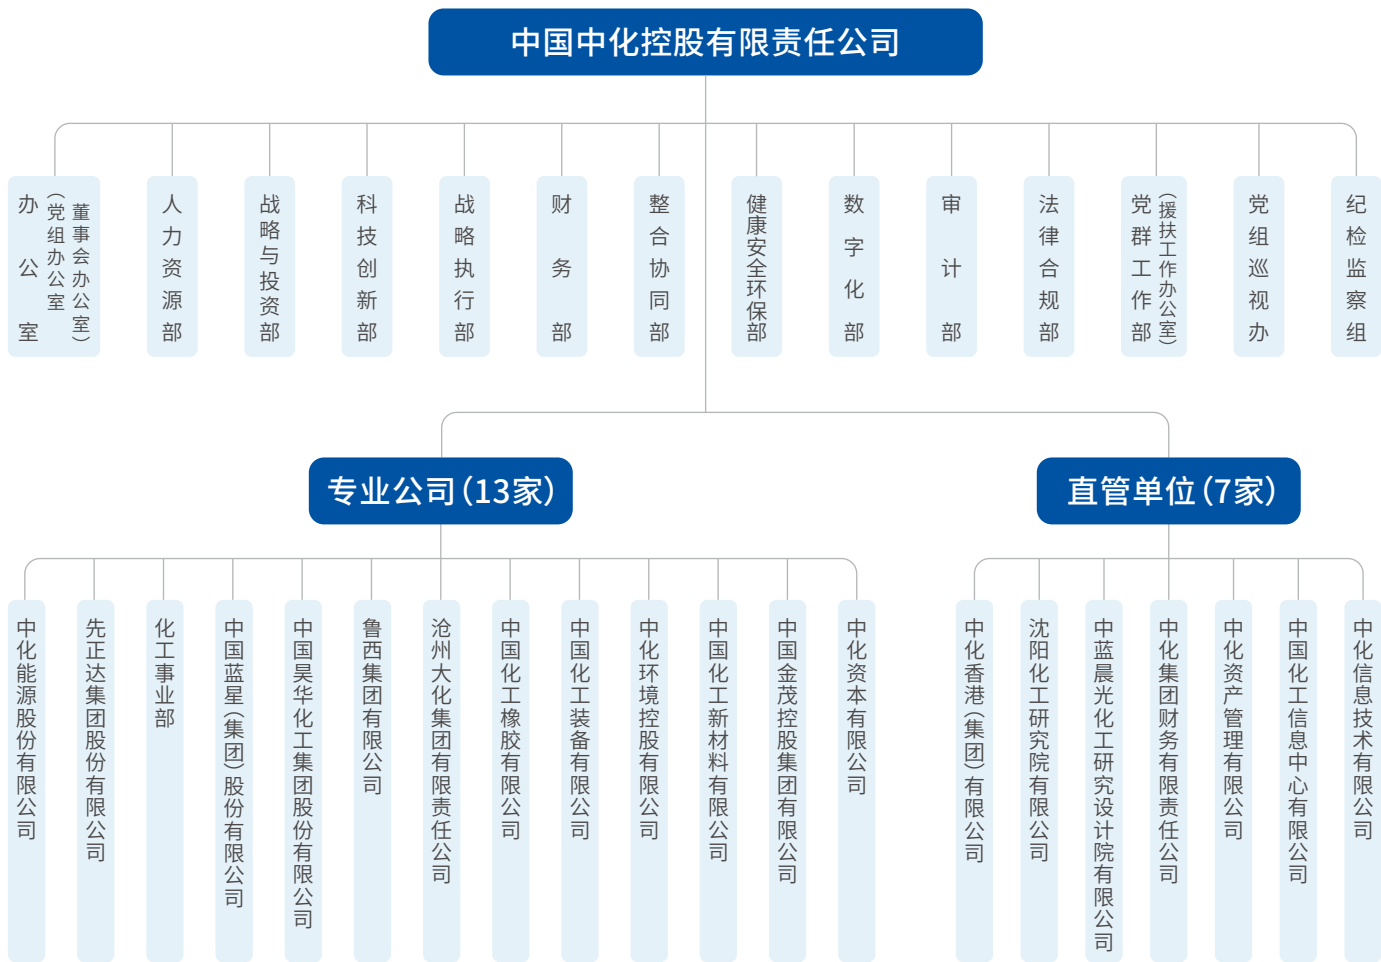 中国中化控股有限责任公司
办公室
（党组办公室
董事会办公室）
人力资源部
战略与投资部
科技创新部
战略执行部
财务部
整合协同部
健康安全环保部
数字化部
审计部
法律合规部
党群工作部
（援扶工作办公室）
党组巡视办
纪检监察组
专业公司（13家）
直管单位（7家）
中化能源股份有限公司
先正达集团股份有限公司
化工事业部
中国蓝星（集团）股份有限公司
中国昊华化工集团股份有限公司
鲁西集团有限公司
沧州大化集团有限责任公司
中国化工橡胶有限公司
中国化工装备有限公司
中化环境控股有限公司
中国化工新材料有限公司
中国金茂控股集团有限公司
中化资本有限公司
中化香港（集团）有限公司
沈阳化工研究院有限公司
中蓝晨光化工研究设计院有限公司
中化集团财务有限责任公司
中化资产管理有限公司
中国化工信息中心有限公司
中化信息技术有限公司